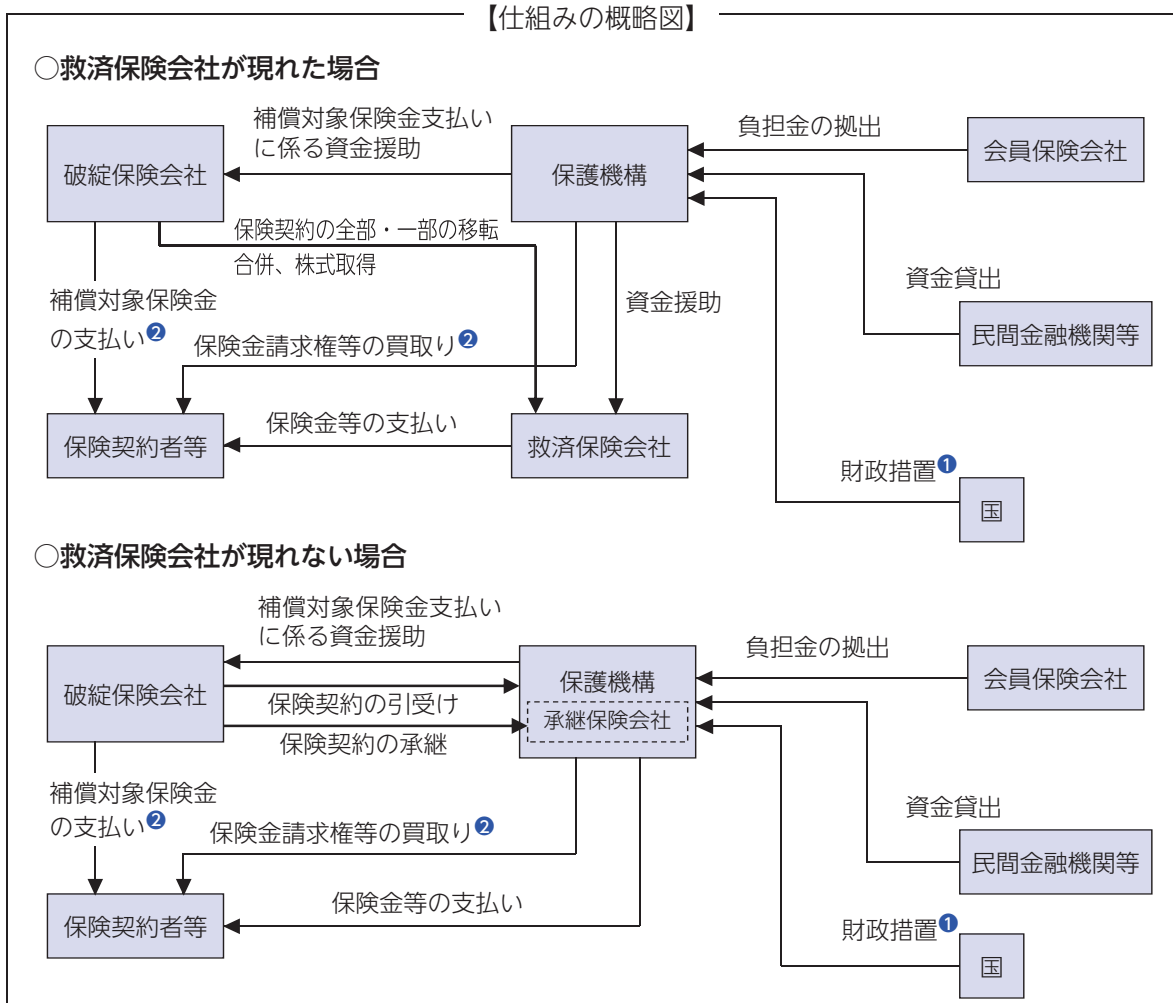 【仕組みの概略図】
○救済保険会社が現れた場合
補償対象保険金支払い
に係る資金援助
負担金の拠出
破綻保険会社
保護機構
会員保険会社
保険契約の全部・一部の移転
合併、株式取得
補償対象保険金
の支払い❷
資金援助
資金貸出
民間金融機関等
保険金請求権等の買取り❷
保険金等の支払い
保険契約者等
救済保険会社
財政措置❶
国
○救済保険会社が現れない場合
補償対象保険金支払い
に係る資金援助
負担金の拠出
破綻保険会社
保護機構
会員保険会社
保険契約の引受け
承継保険会社
保険契約の承継
補償対象保険金
の支払い❷
資金貸出
保険金請求権等の買取り❷
民間金融機関等
保険金等の支払い
保険契約者等
財政措置❶
国